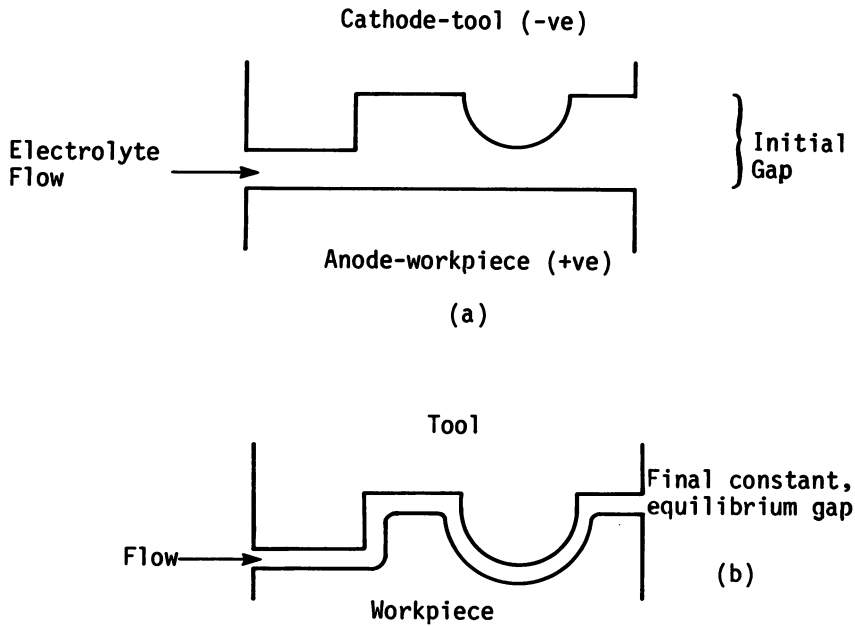 Cathode-tool (-ve)
Electrolyte
Flow
Initial
Gap
Anode-workpiece (+ve)
(a)
Tool
Final constant,
equilibrium gap
Flow
(b)
Workpiece